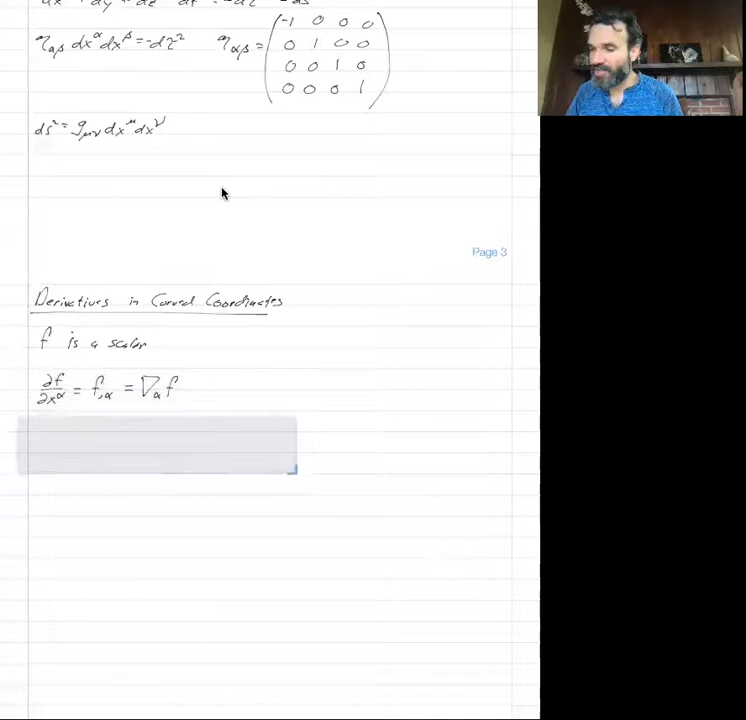 η_αβ dx^α dx^β = -dτ² η_αβ = (-1 0 0 0
0 1 0 0
0 0 1 0
0 0 0 1)
ds² = g_μν dx^μ dx^ν
Page 3
Derivatives in Curved Coordinates
f is a scalar
∂f/∂x^α = f,α = ∇_α f